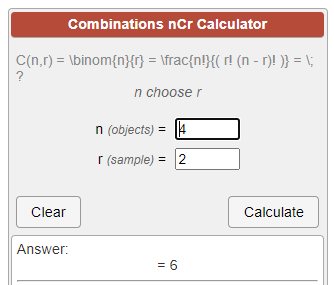 Combinations nCr Calculator
C(n,r) = \binom{n}{r} = \frac{n!}{( r! (n - r)! )} = \;
?
n choose r
n (objects) = 4
r (sample) = 2
Clear Calculate
Answer:
= 6